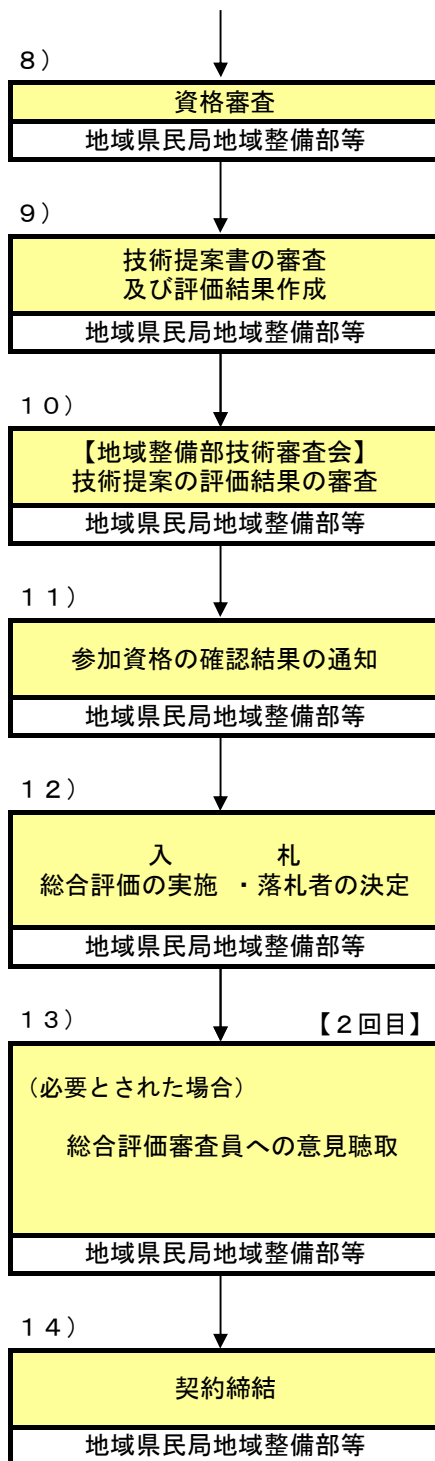 ８）
資格審査
地域県民局地域整備部等
９）
技術提案書の審査
及び評価結果作成
地域県民局地域整備部等
１０）
【地域整備部技術審査会】
技術提案の評価結果の審査
地域県民局地域整備部等
１１）
参加資格の確認結果の通知
地域県民局地域整備部等
１２）
入　　　札
総合評価の実施　・落札者の決定
地域県民局地域整備部等
１３）　【２回目】
（必要とされた場合）
総合評価審査員への意見聴取
地域県民局地域整備部等
１４）
契約締結
地域県民局地域整備部等